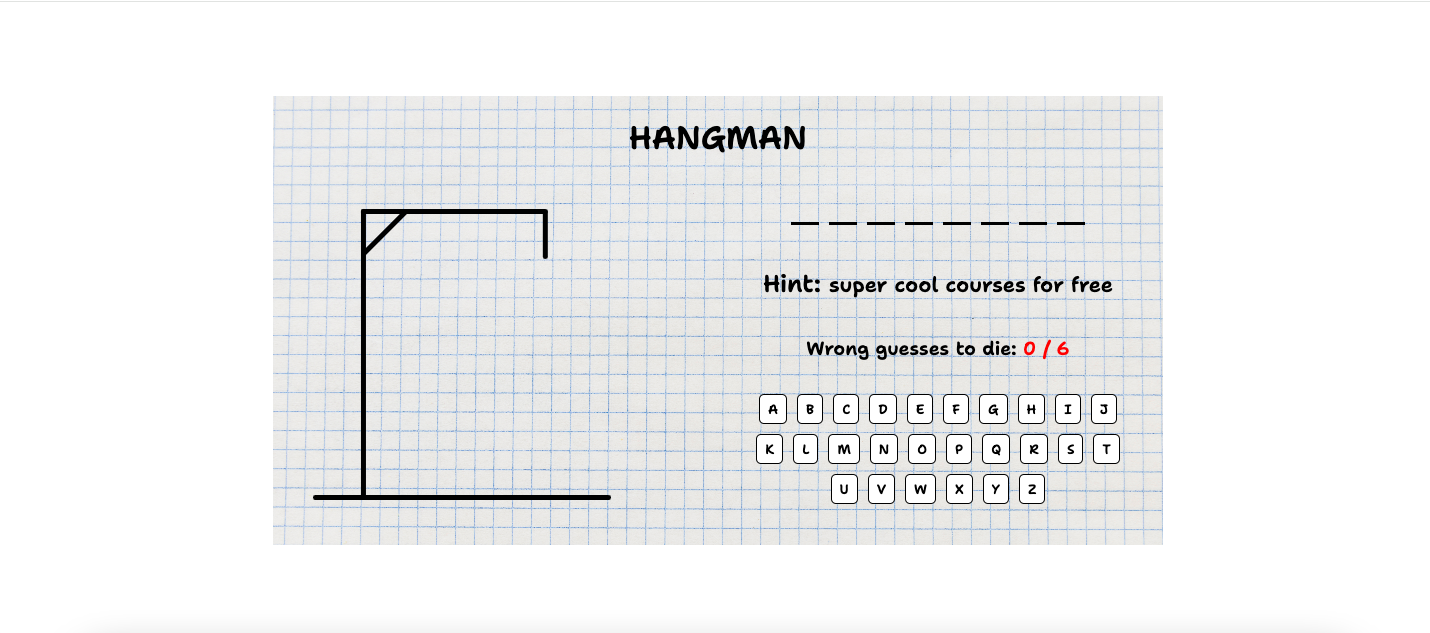 HANGMAN
_ _ _ _ _ _ _ _
Hint: super cool courses for free
Wrong guesses to die: 0 / 6
A B C D E F G H I J
K L M N O P Q R S T
U V W X Y Z